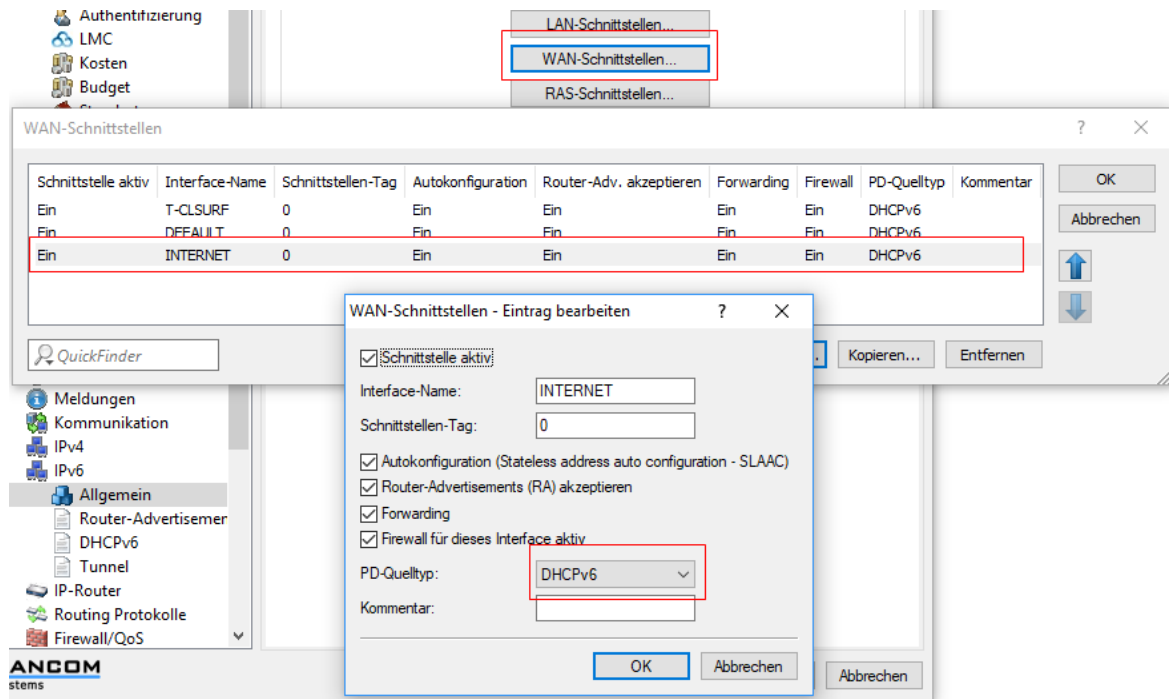 Authentifizierung
LMC
Kosten
Budget
LAN-Schnittstellen...
WAN-Schnittstellen...
RAS-Schnittstellen...
WAN-Schnittstellen ?
Schnittstelle aktiv Interface-Name Schnittstellen-Tag Autokonfiguration Router-Adv. akzeptieren Forwarding Firewall PD-Quelltyp Kommentar
Ein T-CLSURF 0 Ein Ein Ein Ein DHCPv6
Ein DEFAULT 0 Ein Ein Ein Ein DHCPv6
Ein INTERNET 0 Ein Ein Ein Ein DHCPv6
OK
Abbrechen
QuickFinder
Kopieren...
Entfernen
WAN-Schnittstellen - Eintrag bearbeiten ?
Schnittstelle aktiv
Interface-Name: INTERNET
Schnittstellen-Tag: 0
Autokonfiguration (Stateless address auto configuration - SLAAC)
Router-Advertisements (RA) akzeptieren
Forwarding
Firewall für dieses Interface aktiv
PD-Quelltyp: DHCPv6
Kommentar:
OK Abbrechen
Meldungen
Kommunikation
IPv4
IPv6
Allgemein
Router-Advertisemen
DHCPv6
Tunnel
IP-Router
Routing Protokolle
Firewall/QoS
ANCOM
stems
Abbrechen